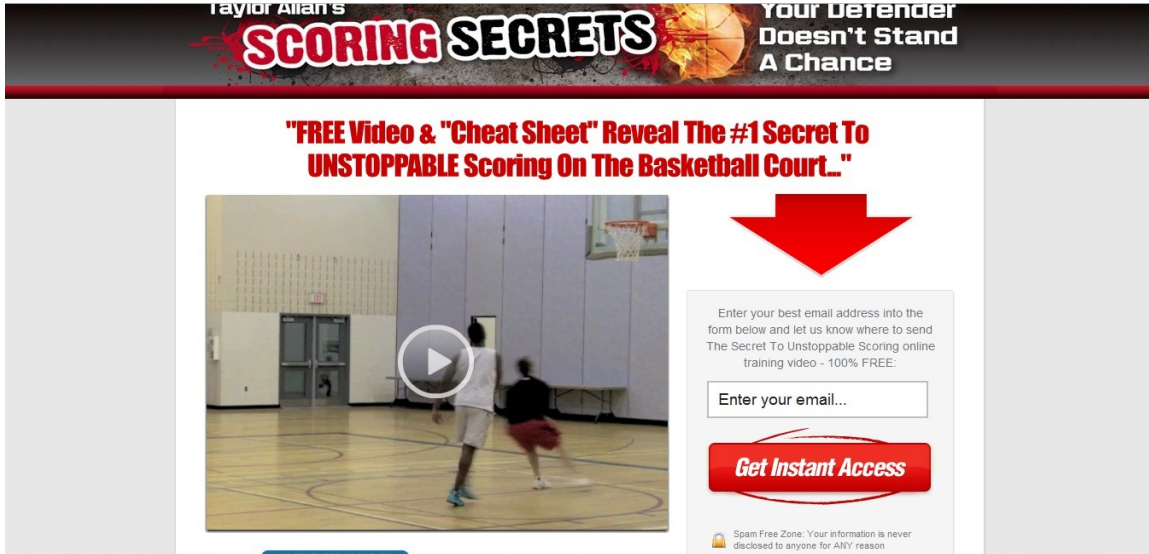 Taylor Allan's
SCORING SECRETS
Your Defender
Doesn't Stand
A Chance
"FREE Video & "Cheat Sheet" Reveal The #1 Secret To
UNSTOPPABLE Scoring On The Basketball Court..."
Enter your best email address into the
form below and let us know where to send
The Secret To Unstoppable Scoring online
training video - 100% FREE:
Enter your email...
Get Instant Access
Spam Free Zone: Your information is never
disclosed to anyone for ANY reason